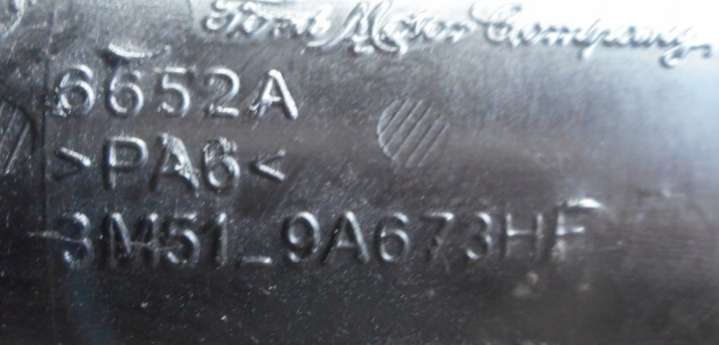 Ford Motor Company
6652A
>PA6<
3M51_9A673HF